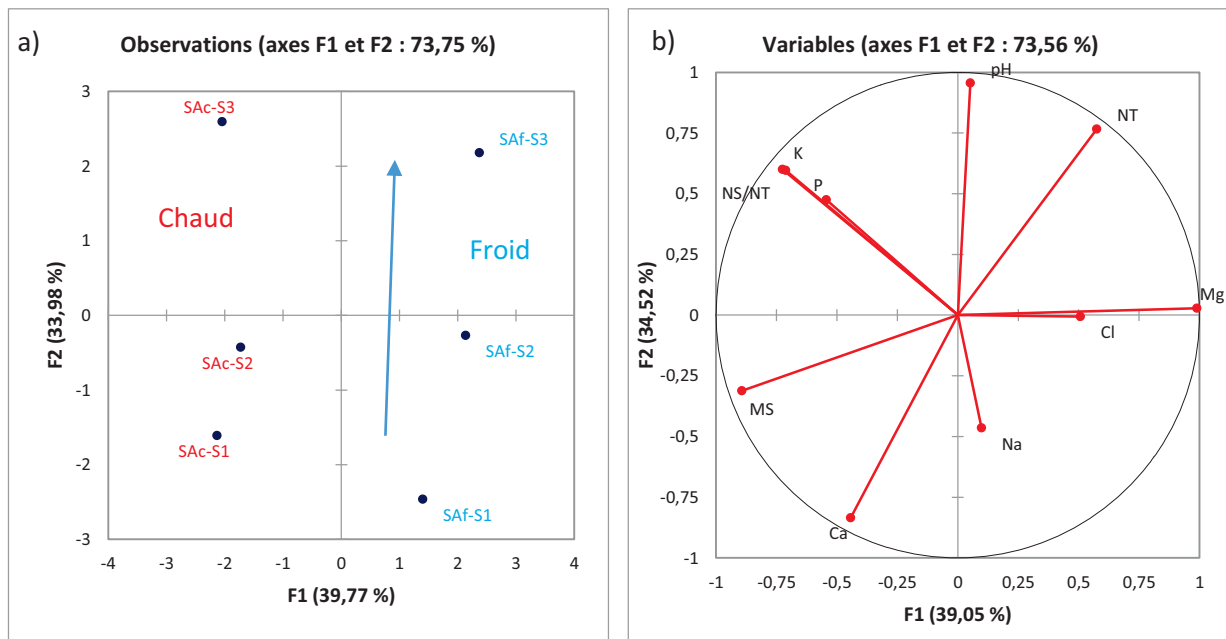 a)
Observations (axes F1 et F2 : 73,75 %)
3
2
1
0
-1
-2
-3
F2 (33,98 %)
SAc-S3
SAf-S3
Chaud
Froid
SAc-S2
SAf-S2
SAc-S1
SAf-S1
-4 -3 -2 -1 0 1 2 3 4
F1 (39,77 %)
b)
Variables (axes F1 et F2 : 73,56 %)
1
0,75
0,5
0,25
0
-0,25
-0,5
-0,75
-1
F2 (34,52 %)
pH
NT
K
P
NS/NT
Mg
Cl
MS
Na
Ca
-1 -0,75 -0,5 -0,25 0 0,25 0,5 0,75 1
F1 (39,05 %)